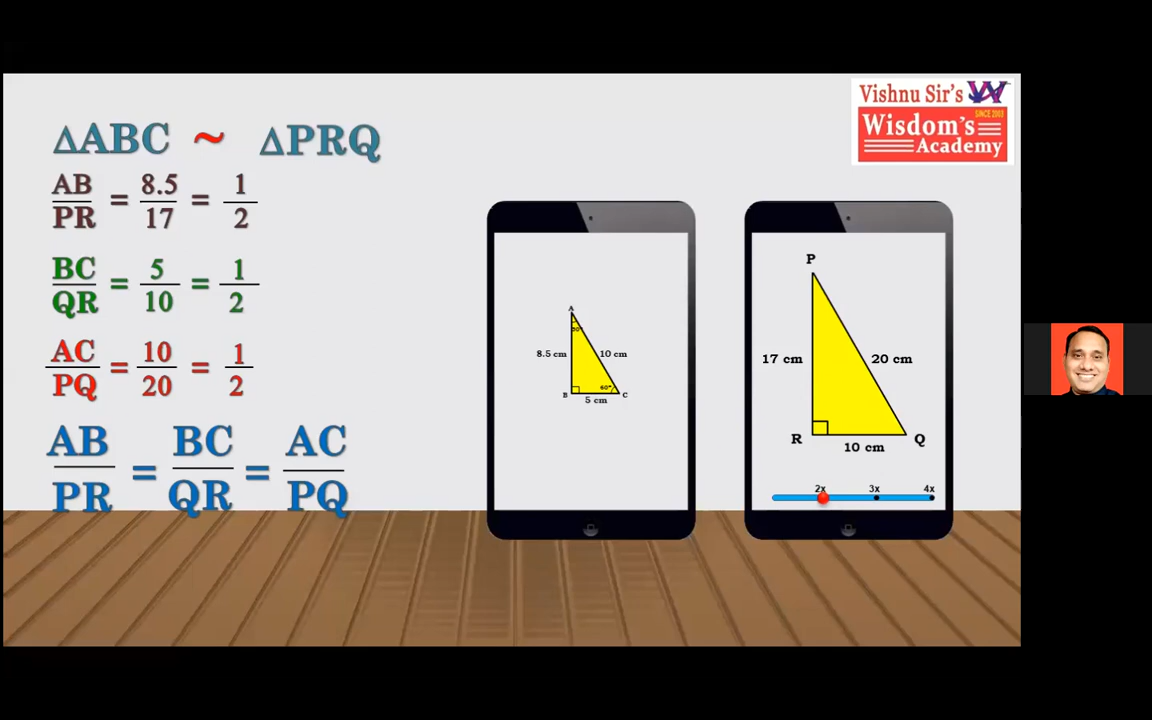 ΔABC ~ ΔPRQ
AB/PR = 8.5/17 = 1/2
BC/QR = 5/10 = 1/2
AC/PQ = 10/20 = 1/2
AB/PR = BC/QR = AC/PQ
Vishnu Sir's W
SINCE 2003
Wisdom's
Academy
A
30°
8.5 cm
10 cm
60°
B
C
5 cm
P
17 cm
20 cm
R
Q
10 cm
2x 3x 4x